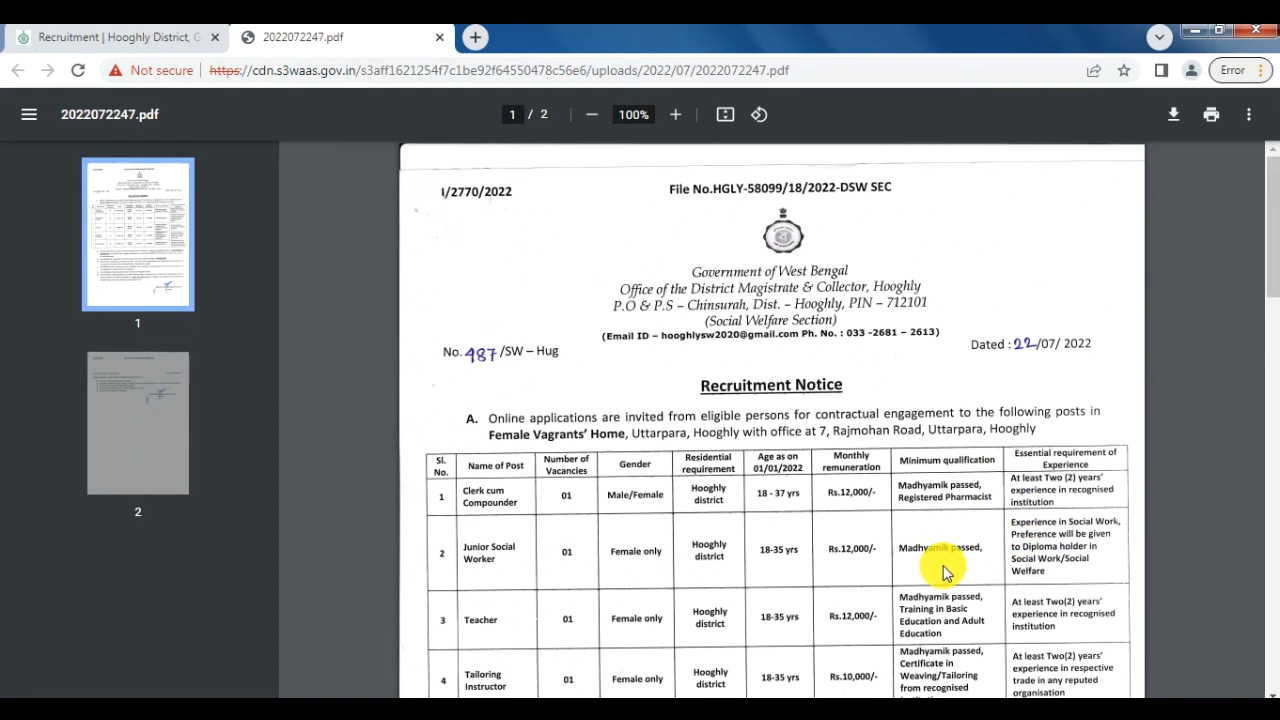 Recruitment | Hooghly District, G
2022072247.pdf
Not secure | https://cdn.s3waas.gov.in/s3aff1621254f7c1be92f64550478c56e6/uploads/2022/07/2022072247.pdf
Error
2022072247.pdf
1 / 2
100%
1
2
I/2770/2022
File No.HGLY-58099/18/2022-DSW SEC
Government of West Bengal
Office of the District Magistrate & Collector, Hooghly
P.O & P.S – Chinsurah, Dist. – Hooghly, PIN – 712101
(Social Welfare Section)
(Email ID – hooghlysw2020@gmail.com Ph. No. : 033 -2681 – 2613)
No. 487/SW – Hug
Dated : 22/07/ 2022
Recruitment Notice
A. Online applications are invited from eligible persons for contractual engagement to the following posts in
Female Vagrants' Home, Uttarpara, Hooghly with office at 7, Rajmohan Road, Uttarpara, Hooghly
Sl. No. Name of Post Number of Vacancies Gender Residential requirement Age as on 01/01/2022 Monthly remuneration Minimum qualification Essential requirement of Experience
1 Clerk cum Compounder 01 Male/Female Hooghly district 18 - 37 yrs Rs.12,000/- Madhyamik passed, Registered Pharmacist At least Two (2) years' experience in recognised institution
2 Junior Social Worker 01 Female only Hooghly district 18-35 yrs Rs.12,000/- Madhyamik passed, Experience in Social Work, Preference will be given to Diploma holder in Social Work/Social Welfare
3 Teacher 01 Female only Hooghly district 18-35 yrs Rs.12,000/- Madhyamik passed, Training in Basic Education and Adult Education At least Two(2) years' experience in recognised institution
4 Tailoring Instructor 01 Female only Hooghly district 18-35 yrs Rs.10,000/- Madhyamik passed, Certificate in Weaving/Tailoring from recognised At least Two(2) years' experience in respective trade in any reputed organisation